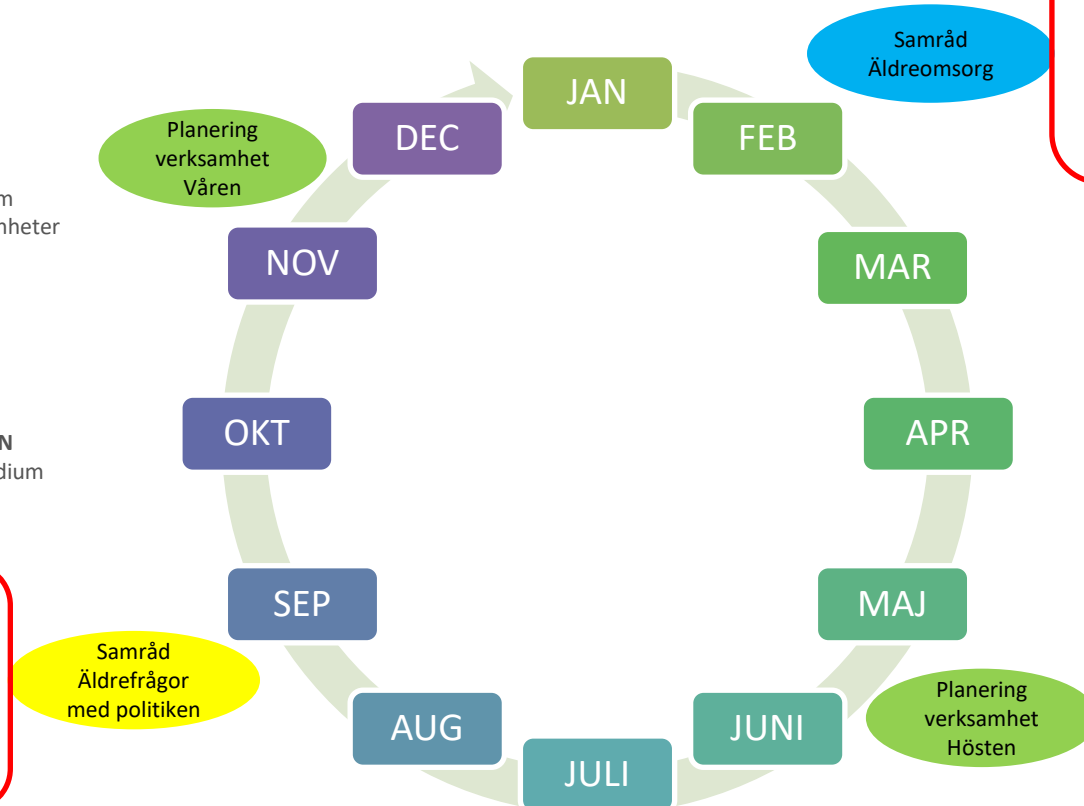 Samråd
Äldreomsorg
JAN
DEC
FEB
Planering
verksamhet
Våren
NOV
MAR
OKT
APR
SEP
MAJ
Samråd
Äldrefrågor
med politiken
AUG
JUNI
Planering
verksamhet
Hösten
JULI